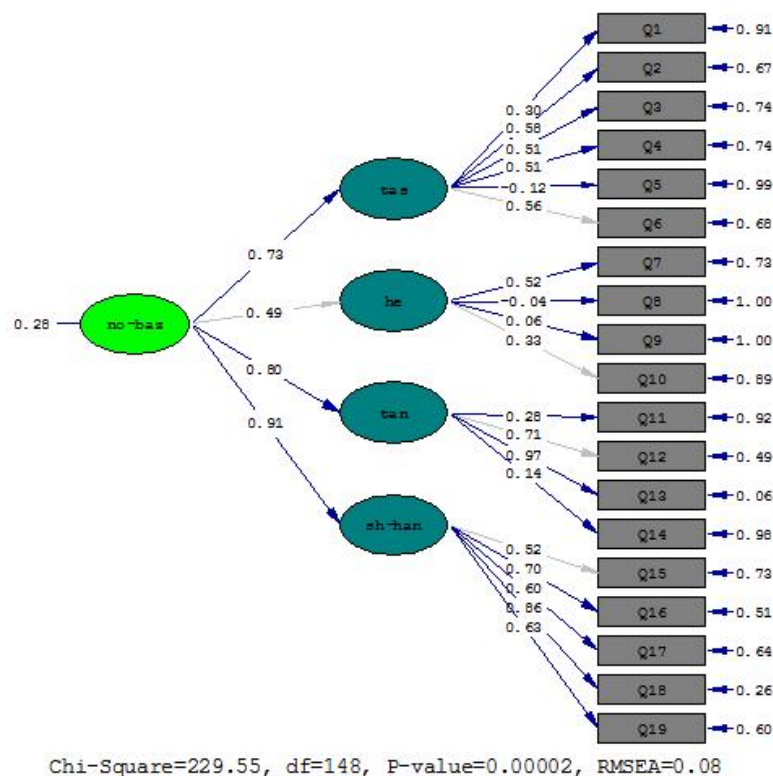 Q1 0.91
Q2 0.67
0.30
Q3 0.74
0.58
0.51
Q4 0.74
0.51
tas
-0.12
Q5 0.99
0.56
Q6 0.68
0.73
Q7 0.73
0.52
he
-0.04
Q8 1.00
0.49
0.06
0.28 no-baz
0.33
Q9 1.00
Q10 0.89
0.80
tan
0.28
Q11 0.92
0.91
0.71
Q12 0.49
0.97
0.14
Q13 0.06
sh-han
Q14 0.98
0.52
Q15 0.73
0.70
0.60
Q16 0.51
0.86
0.63
Q17 0.64
Q18 0.26
Q19 0.60
Chi-Square=229.55, df=148, P-value=0.00002, RMSEA=0.08